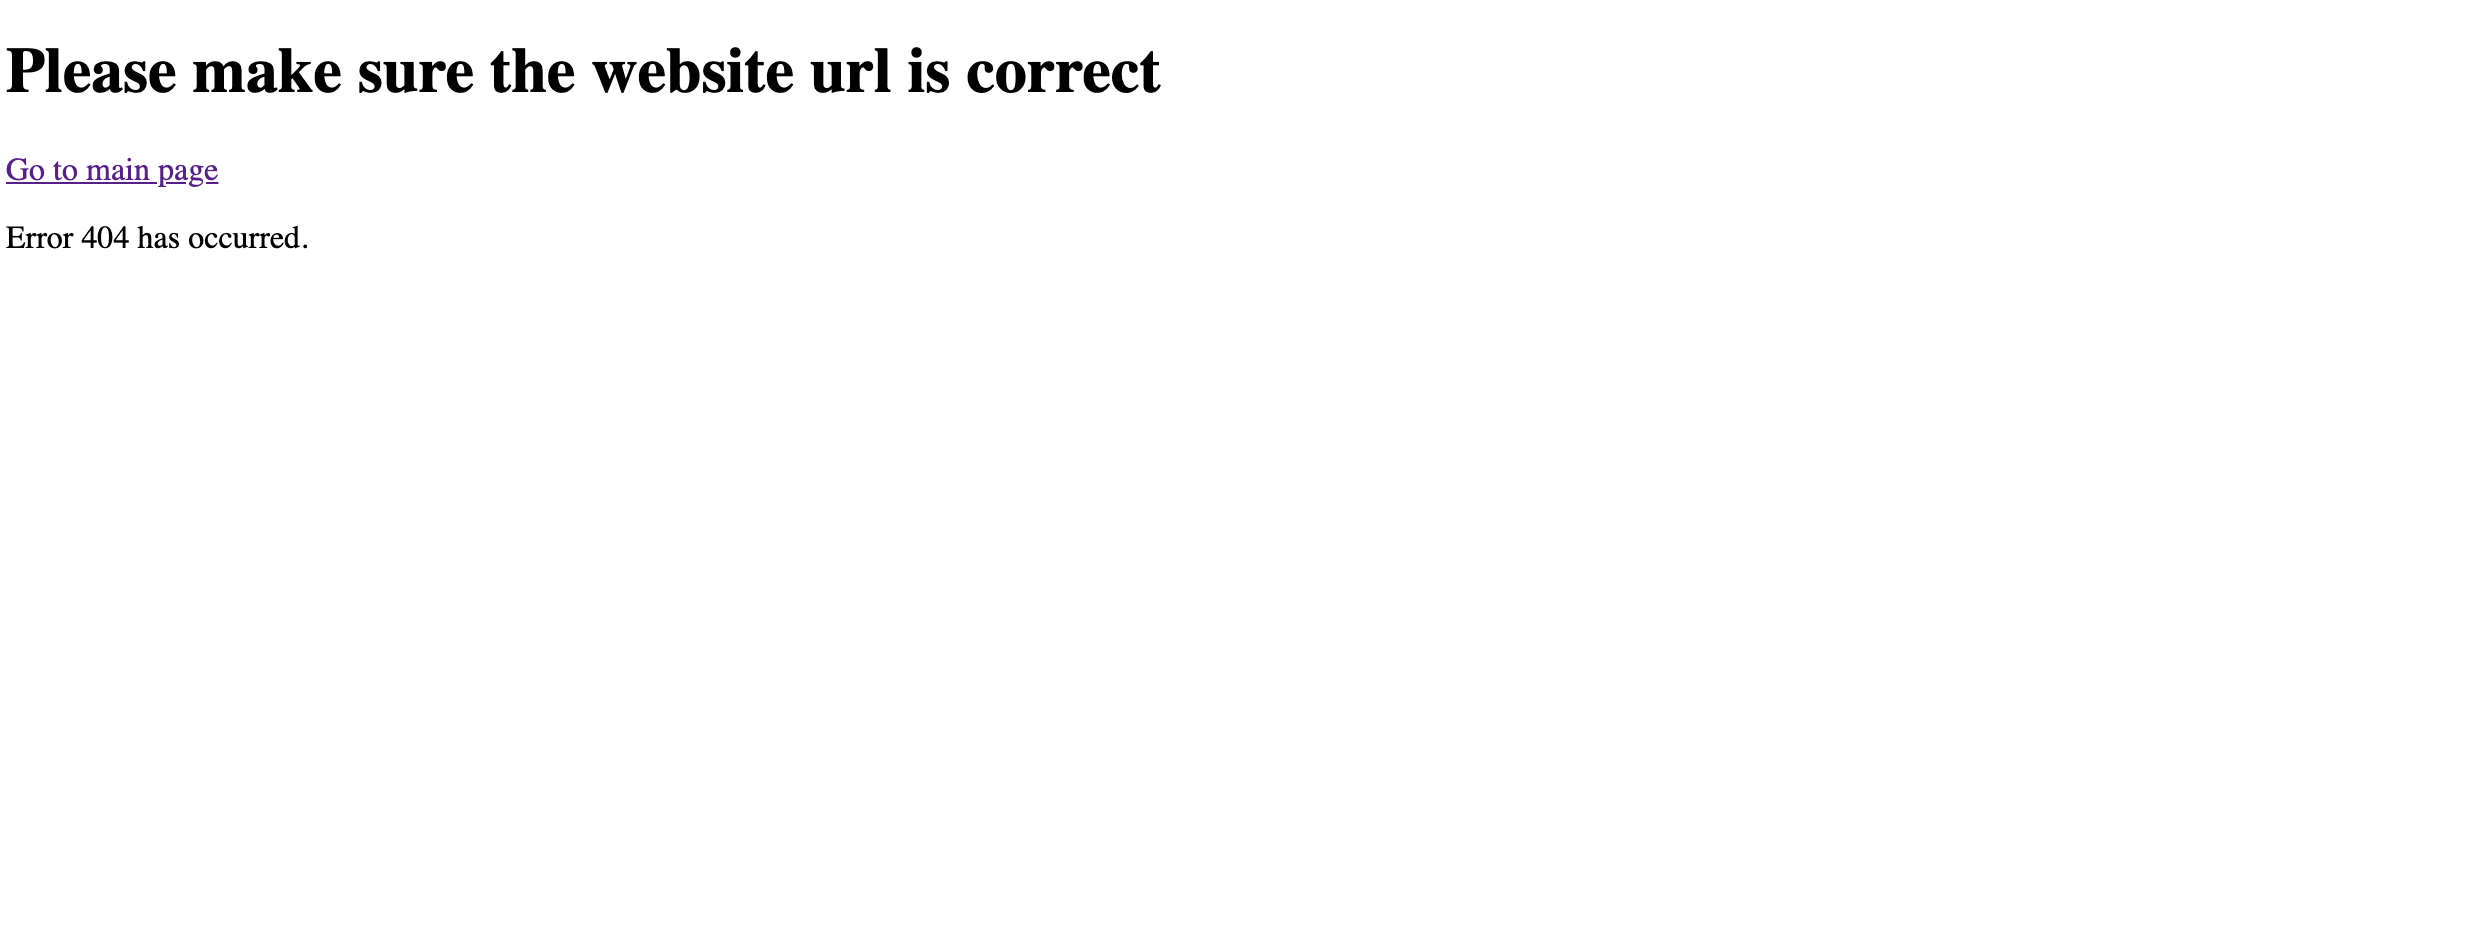 Please make sure the website url is correct
Go to main page
Error 404 has occurred.